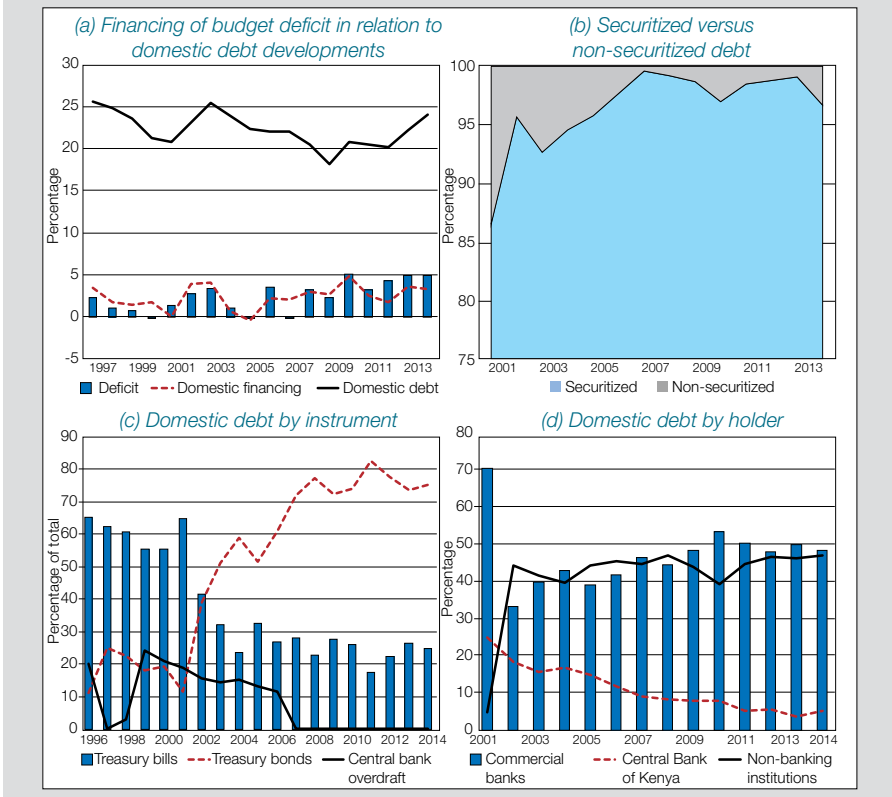 (a) Financing of budget deficit in relation to
domestic debt developments
30
25
20
15
10
5
0
-5
Percentage
1997 1999 2001 2003 2005 2007 2009 2011 2013
Deficit Domestic financing Domestic debt
(b) Securitized versus
non-securitized debt
100
95
90
85
80
75
Percentage
2001 2003 2005 2007 2009 2011 2013
Securitized Non-securitized
(c) Domestic debt by instrument
90
80
70
60
50
40
30
20
10
0
Percentage of total
1996 1998 2000 2002 2004 2006 2008 2010 2012 2014
Treasury bills Treasury bonds Central bank
overdraft
(d) Domestic debt by holder
80
70
60
50
40
30
20
10
0
Percentage
2001 2003 2005 2007 2009 2011 2013 2014
Commercial Central Bank Non-banking
banks of Kenya institutions